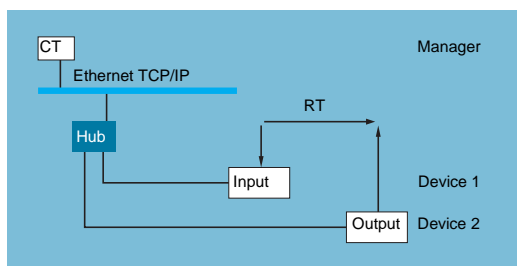 CT
Manager
Ethernet TCP/IP
RT
Hub
Input
Device 1
Output
Device 2